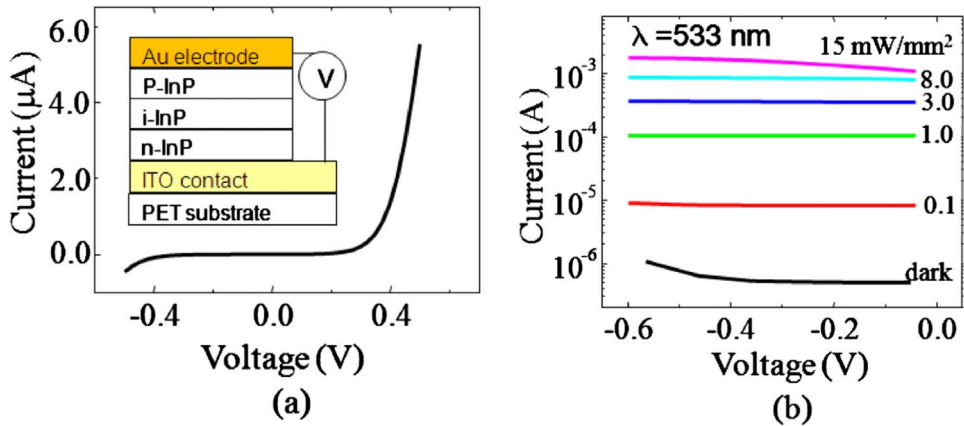 6.0
4.0
2.0
0.0
Current (μA)
-0.4
0.0
0.4
Voltage (V)
(a)
Au electrode
P-InP
i-InP
n-InP
ITO contact
PET substrate
V
λ =533 nm
15 mW/mm²
8.0
3.0
1.0
0.1
dark
10⁻³
10⁻⁴
10⁻⁵
10⁻⁶
Current (A)
-0.6
-0.4
-0.2
0.0
Voltage (V)
(b)